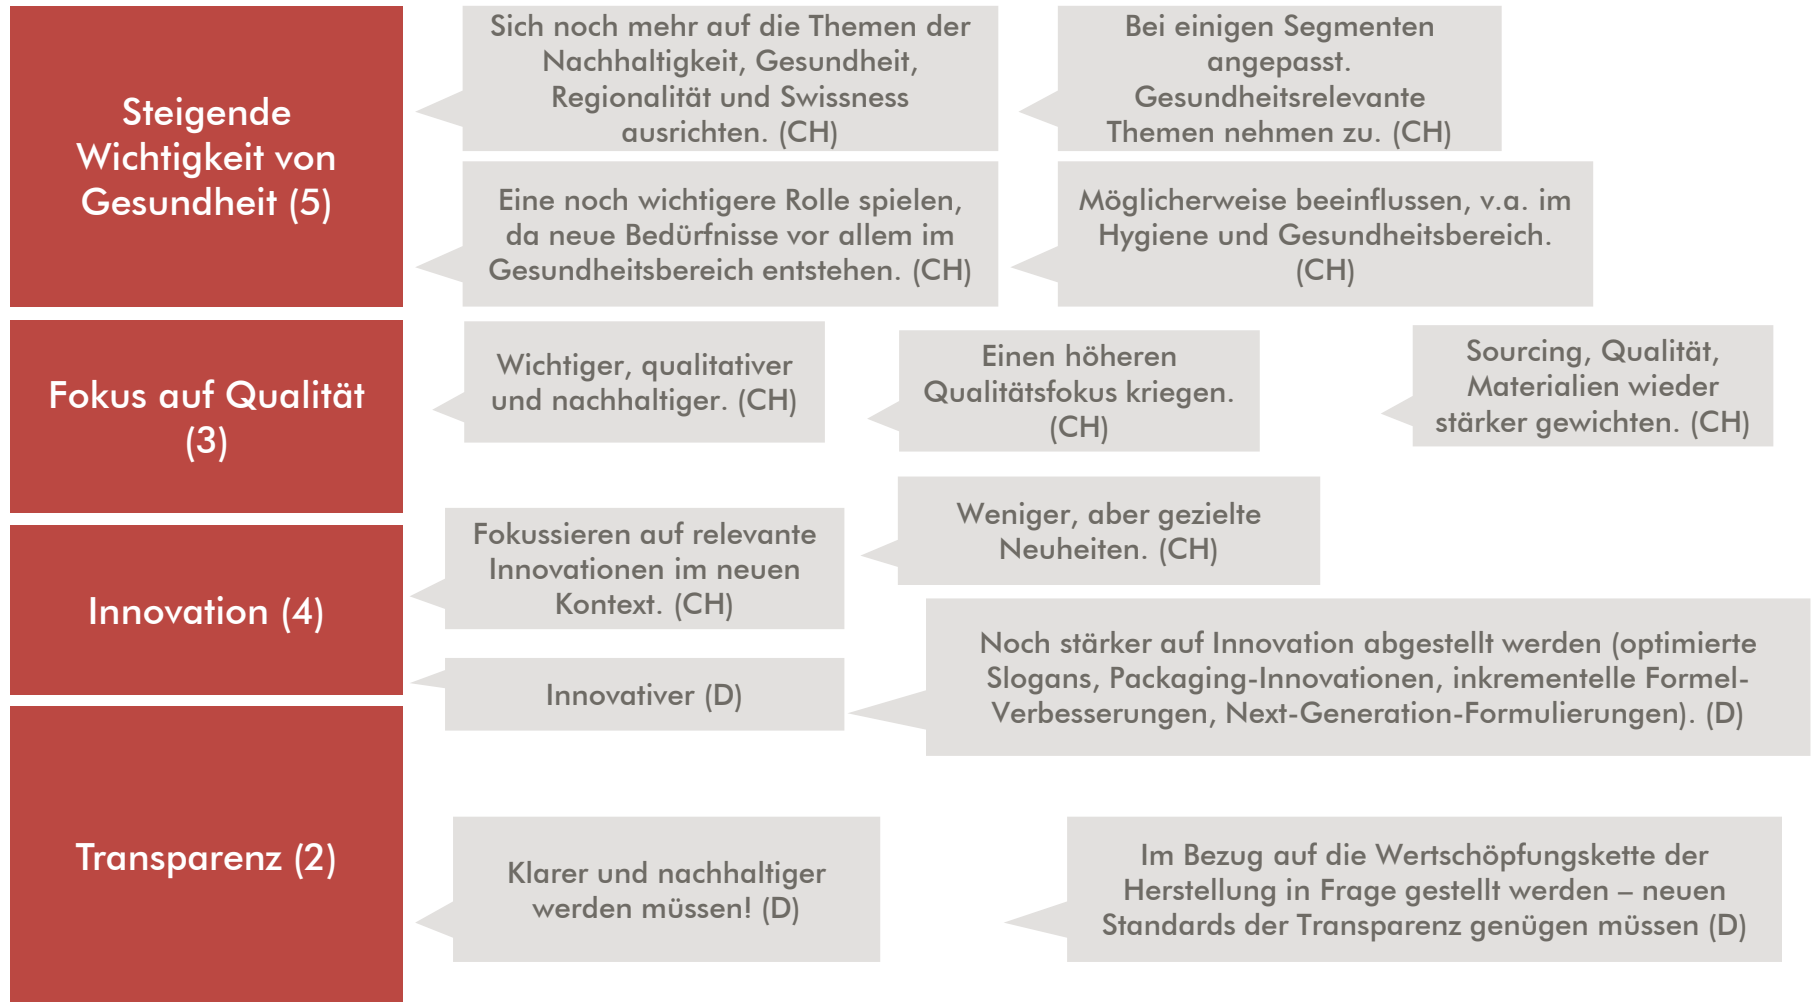 Steigende
Wichtigkeit von
Gesundheit (5)
Sich noch mehr auf die Themen der
Nachhaltigkeit, Gesundheit,
Regionalität und Swissness
ausrichten. (CH)
Bei einigen Segmenten
angepasst.
Gesundheitsrelevante
Themen nehmen zu. (CH)
Eine noch wichtigere Rolle spielen,
da neue Bedürfnisse vor allem im
Gesundheitsbereich entstehen. (CH)
Möglicherweise beeinflussen, v.a. im
Hygiene und Gesundheitsbereich.
(CH)
Fokus auf Qualität
(3)
Wichtiger, qualitativer
und nachhaltiger. (CH)
Einen höheren
Qualitätsfokus kriegen.
(CH)
Sourcing, Qualität,
Materialien wieder
stärker gewichten. (CH)
Innovation (4)
Fokussieren auf relevante
Innovationen im neuen
Kontext. (CH)
Weniger, aber gezielte
Neuheiten. (CH)
Innovativer (D)
Noch stärker auf Innovation abgestellt werden (optimierte
Slogans, Packaging-Innovationen, inkrementelle Formel-
Verbesserungen, Next-Generation-Formulierungen). (D)
Transparenz (2)
Klarer und nachhaltiger
werden müssen! (D)
Im Bezug auf die Wertschöpfungskette der
Herstellung in Frage gestellt werden – neuen
Standards der Transparenz genügen müssen (D)